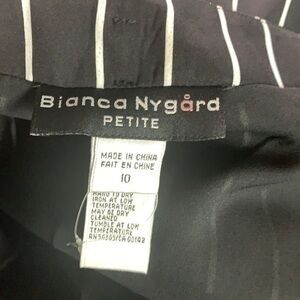 Bianca Nygård
PETITE
MADE IN CHINA
FAIT EN CHINE
10
HANG TO DRY
IRON AT LOW
TEMPERATURE
MAY BE DRY
CLEANED
TUMBLE AT LOW
TEMPERATURE